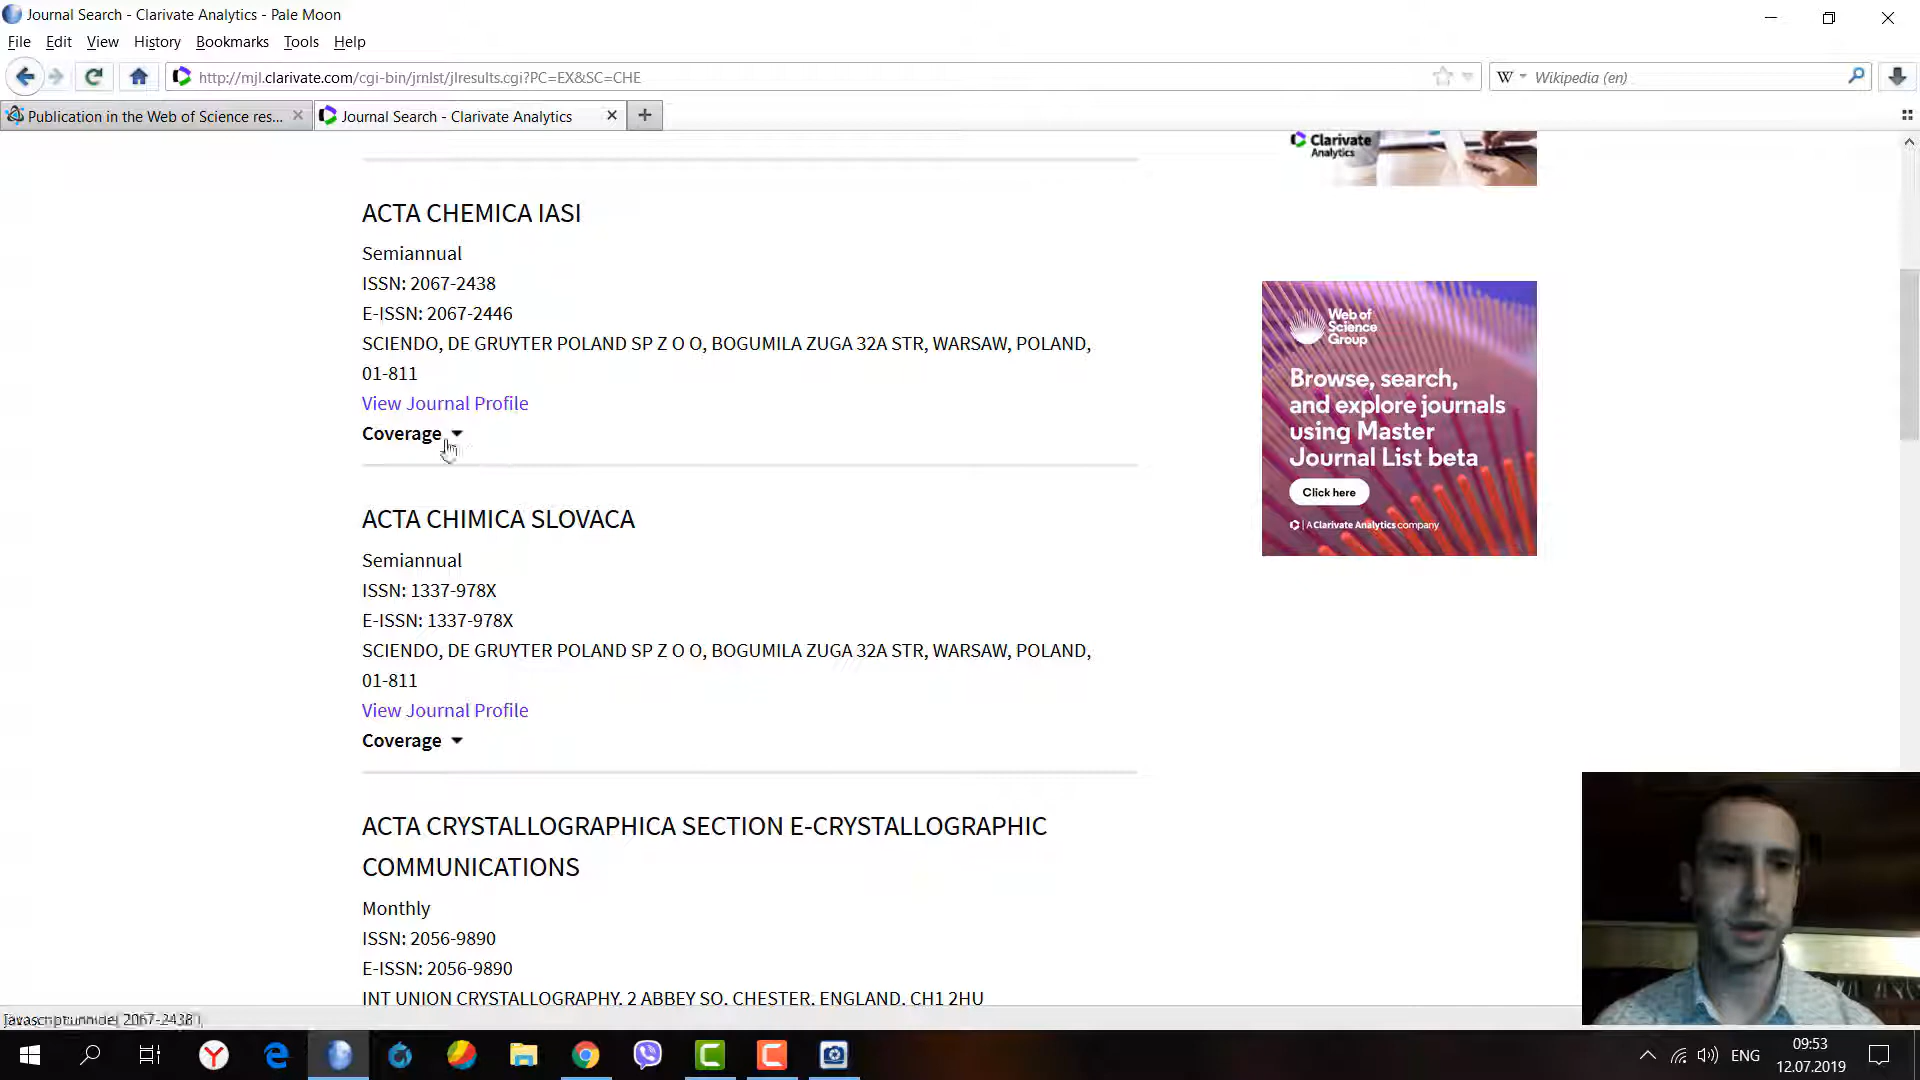 Journal Search - Clarivate Analytics - Pale Moon
File Edit View History Bookmarks Tools Help
http://mjl.clarivate.com/cgi-bin/jrnlst/jlresults.cgi?PC=EX&SC=CHE
W Wikipedia (en)
Publication in the Web of Science res...
Journal Search - Clarivate Analytics
Clarivate
Analytics
ACTA CHEMICA IASI
Semiannual
ISSN: 2067-2438
E-ISSN: 2067-2446
SCIENDO, DE GRUYTER POLAND SP Z O O, BOGUMILA ZUGA 32A STR, WARSAW, POLAND,
01-811
View Journal Profile
Coverage
ACTA CHIMICA SLOVACA
Semiannual
ISSN: 1337-978X
E-ISSN: 1337-978X
SCIENDO, DE GRUYTER POLAND SP Z O O, BOGUMILA ZUGA 32A STR, WARSAW, POLAND,
01-811
View Journal Profile
Coverage
ACTA CRYSTALLOGRAPHICA SECTION E-CRYSTALLOGRAPHIC
COMMUNICATIONS
Monthly
ISSN: 2056-9890
E-ISSN: 2056-9890
INT UNION CRYSTALLOGRAPHY, 2 ABBEY SQ, CHESTER, ENGLAND, CH1 2HU
Web of
Science
Group
Browse, search,
and explore journals
using Master
Journal List beta
Click here
A Clarivate Analytics company
2067-2438
ENG
09:53
12.07.2019